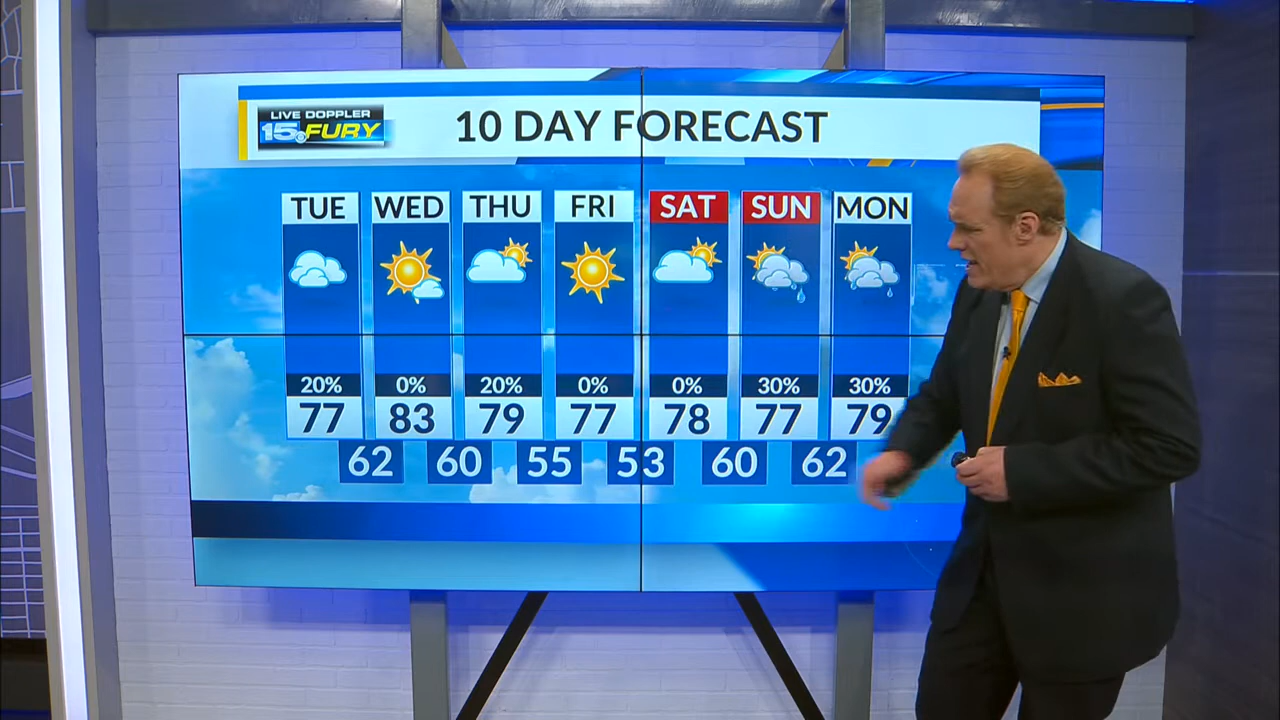 LIVE DOPPLER
15 FURY
10 DAY FORECAST
TUE WED THU FRI SAT SUN MON
20% 0% 20% 0% 0% 30% 30%
77 83 79 77 78 77 79
62 60 55 53 60 62